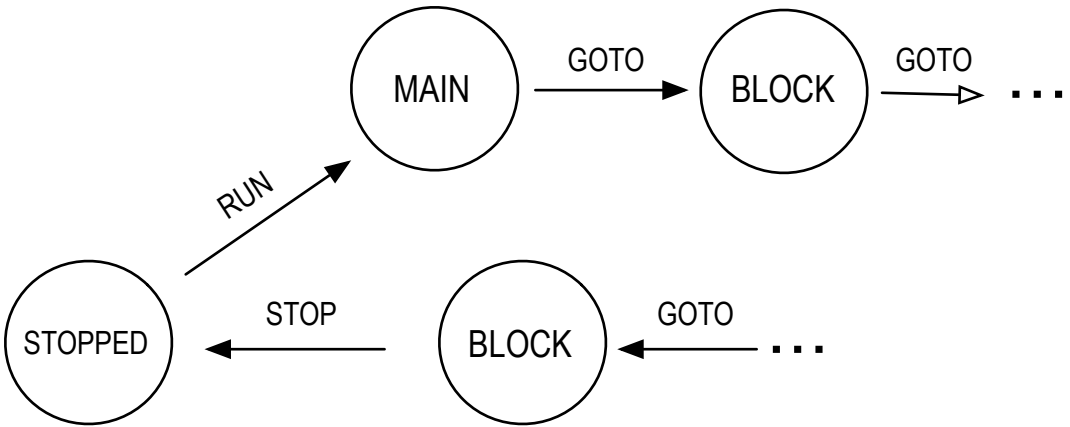 GOTO
GOTO
MAIN
BLOCK
...
RUN
STOP
GOTO
STOPPED
BLOCK
...